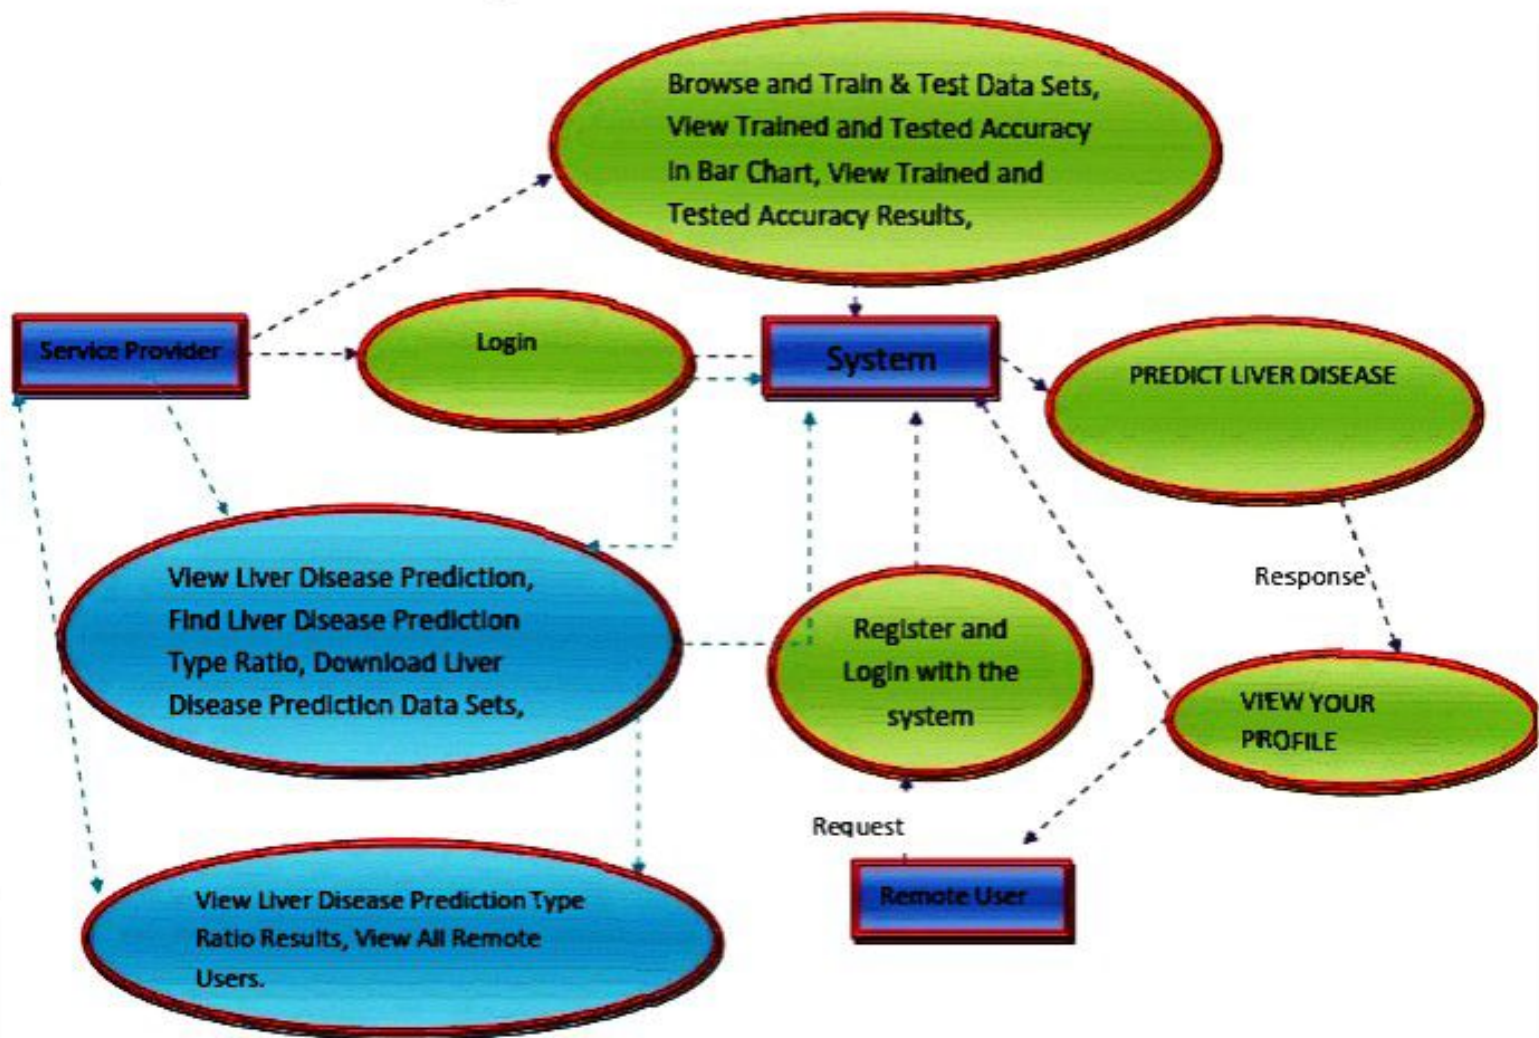 Browse and Train & Test Data Sets,
View Trained and Tested Accuracy
in Bar Chart, View Trained and
Tested Accuracy Results,
Service Provider
Login
System
PREDICT LIVER DISEASE
View Liver Disease Prediction,
Find Liver Disease Prediction
Type Ratio, Download Liver
Disease Prediction Data Sets,
Register and
Login with the
system
Response
VIEW YOUR
PROFILE
Request
Remote User
View Liver Disease Prediction Type
Ratio Results, View All Remote
Users.